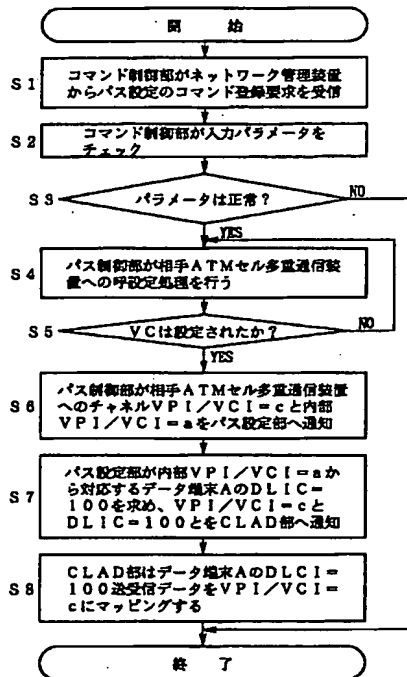 開 始
S1
コマンド制御部がネットワーク管理装置
からパス設定のコマンド登録要求を受信
S2
コマンド制御部が入力パラメータを
チェック
S3
パラメータは正常?
NO
YES
S4
パス制御部が相手ATMセル多重通信装
置への呼設定処理を行う
S5
VCは設定されたか?
NO
YES
S6
パス制御部が相手ATMセル多重通信装置
へのチャネルVPI/VCI=cと内部
VPI/VCI=aをパス設定部へ通知
S7
パス設定部が内部VPI/VCI=aか
ら対応するデータ端末AのDLIC=
100を求め、VPI/VCI=cと
DLIC=100とをCLAD部へ通知
S8
CLAD部はデータ端末AのDLCI=
100送受信データをVPI/VCI=
cにマッピングする
終 了